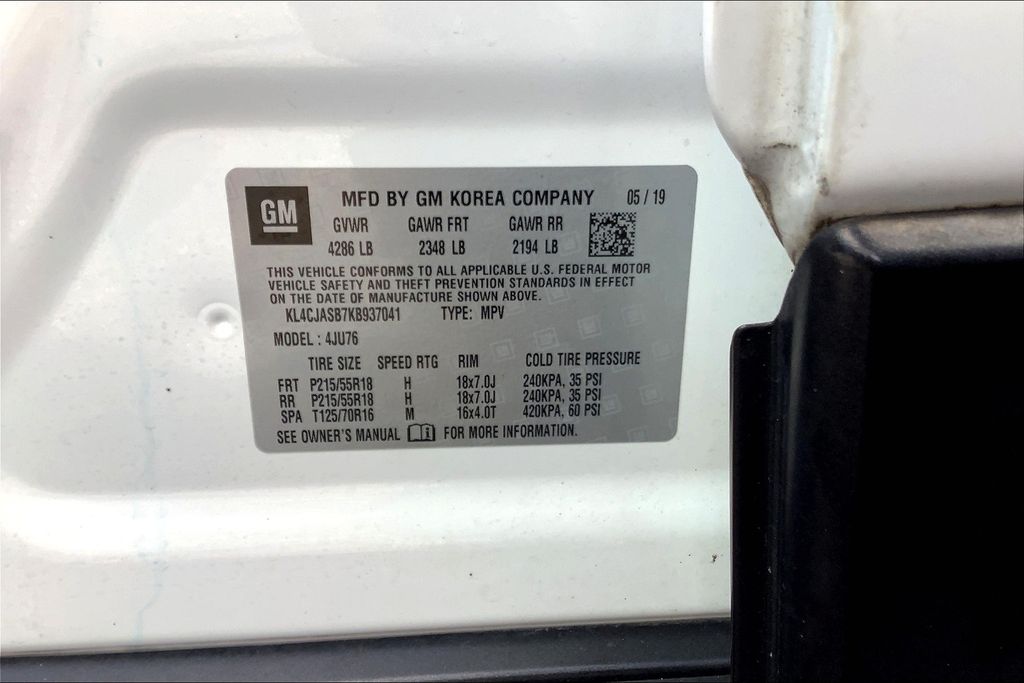 GM MFD BY GM KOREA COMPANY 05 / 19
GVWR GAWR FRT GAWR RR
4286 LB 2348 LB 2194 LB
THIS VEHICLE CONFORMS TO ALL APPLICABLE U.S. FEDERAL MOTOR
VEHICLE SAFETY AND THEFT PREVENTION STANDARDS IN EFFECT
ON THE DATE OF MANUFACTURE SHOWN ABOVE.
KL4CJASB7KB937041 TYPE: MPV
MODEL : 4JU76
TIRE SIZE SPEED RTG RIM COLD TIRE PRESSURE
FRT P215/55R18 H 18x7.0J 240KPA, 35 PSI
RR P215/55R18 H 18x7.0J 240KPA, 35 PSI
SPA T125/70R16 M 16x4.0T 420KPA, 60 PSI
SEE OWNER'S MANUAL FOR MORE INFORMATION.